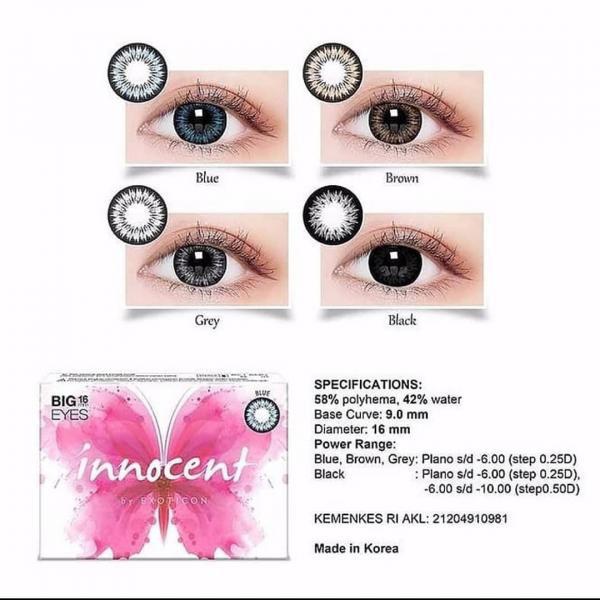 Blue
Brown
Grey
Black
BIG 16
EYES
BLUE
innocent
by EXOTICON
SPECIFICATIONS:
58% polyhema, 42% water
Base Curve: 9.0 mm
Diameter: 16 mm
Power Range:
Blue, Brown, Grey: Plano s/d -6.00 (step 0.25D)
Black : Plano s/d -6.00 (step 0.25D),
-6.00 s/d -10.00 (step0.50D)
KEMENKES RI AKL: 21204910981
Made in Korea